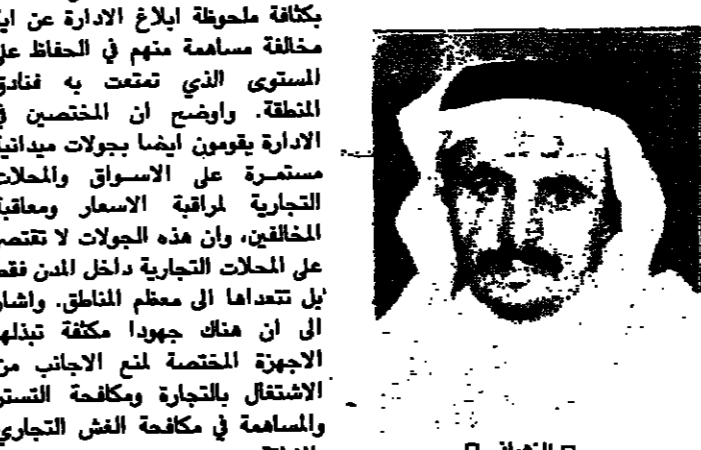 بكثافة ملحوظة ابلاغ الادارة عن اية
مخالفة مساهمة منهم في الحفاظ على
المستوى الذي تمتعت به فنادق
المنطقة. واوضح ان المختصين في
الادارة يقومون ايضا بجولات ميدانية
مستمرة على الاسواق والمحلات
التجارية لمراقبة الاسعار ومعاقبة
المخالفين، وان هذه الجولات لا تقتصر
على المحلات التجارية داخل المدن فقط
بل تتعداها الى معظم المناطق. واشار
الى ان هناك جهودا مكثفة تبذلها
الاجهزة المختصة لمنع الاجانب من
الاشتغال بالتجارة ومكافحة التستر
والمساهمة في مكافحة الغش التجاري